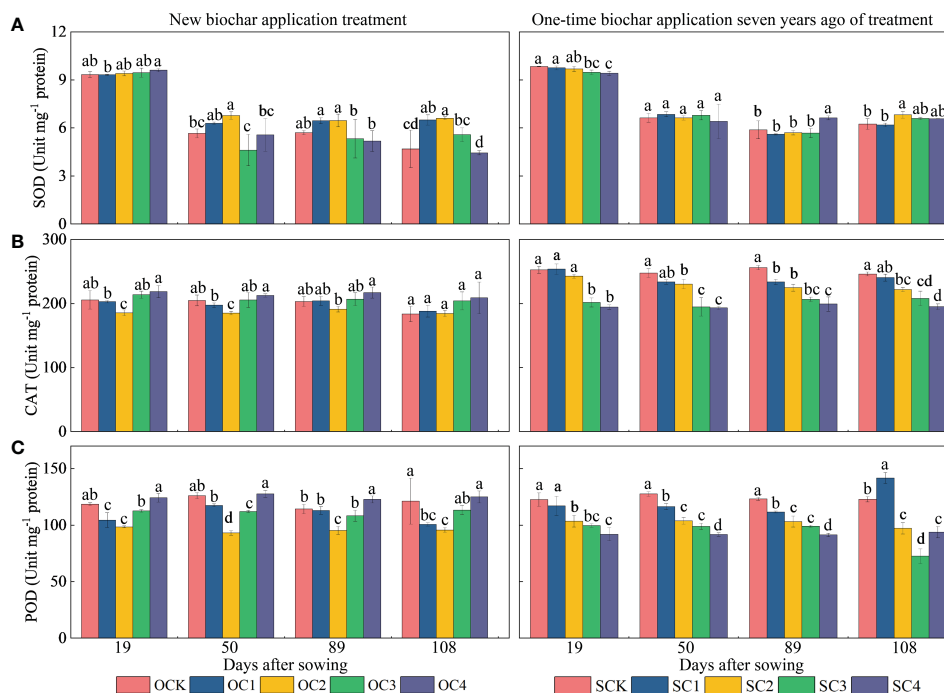 New biochar application treatment
One-time biochar application seven years ago of treatment
A
SOD (Unit mg⁻¹ protein)
12
9
6
3
0
ab b ab ab a
bc ab a c bc
ab a a b b
cd ab a bc d
a a ab bc c
a a a a a
b b b b a
b b a ab ab
B
CAT (Unit mg⁻¹ protein)
300
200
100
0
ab b c ab a
ab bc c ab a
ab ab b ab a
a a a a a
a a a b b
a ab b c c
a b b bc c
a ab bc cd d
C
POD (Unit mg⁻¹ protein)
150
100
50
0
ab c c b a
ab b d c a
b b c b a
a bc c ab a
a a b b c
a b c c d
a b c c d
b a c d c
19 50 89 108
19 50 89 108
Days after sowing
Days after sowing
OCK OC1 OC2 OC3 OC4
SCK SC1 SC2 SC3 SC4